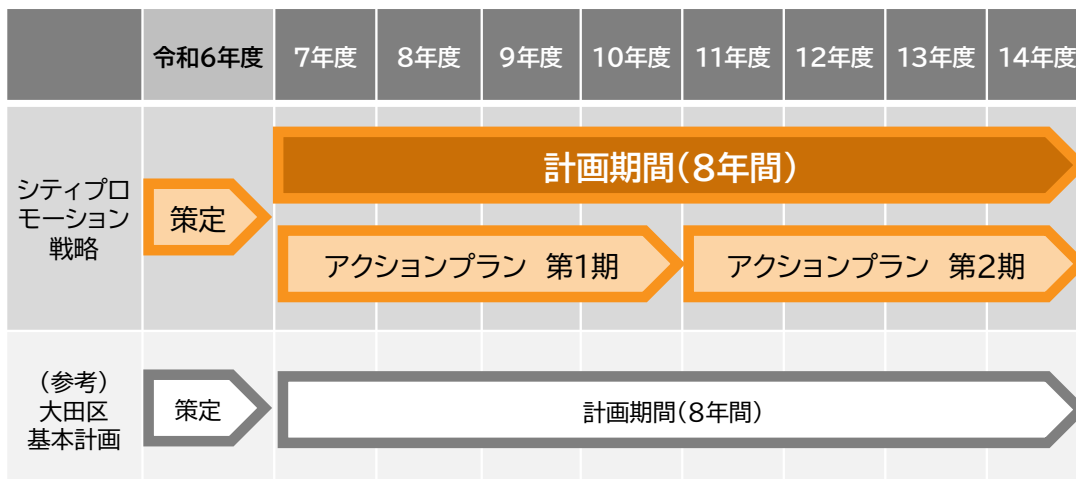 令和6年度 7年度 8年度 9年度 10年度 11年度 12年度 13年度 14年度
シティプロ
モーション
戦略
策定
計画期間(8年間)
アクションプラン 第1期
アクションプラン 第2期
(参考)
大田区
基本計画
策定
計画期間(8年間)